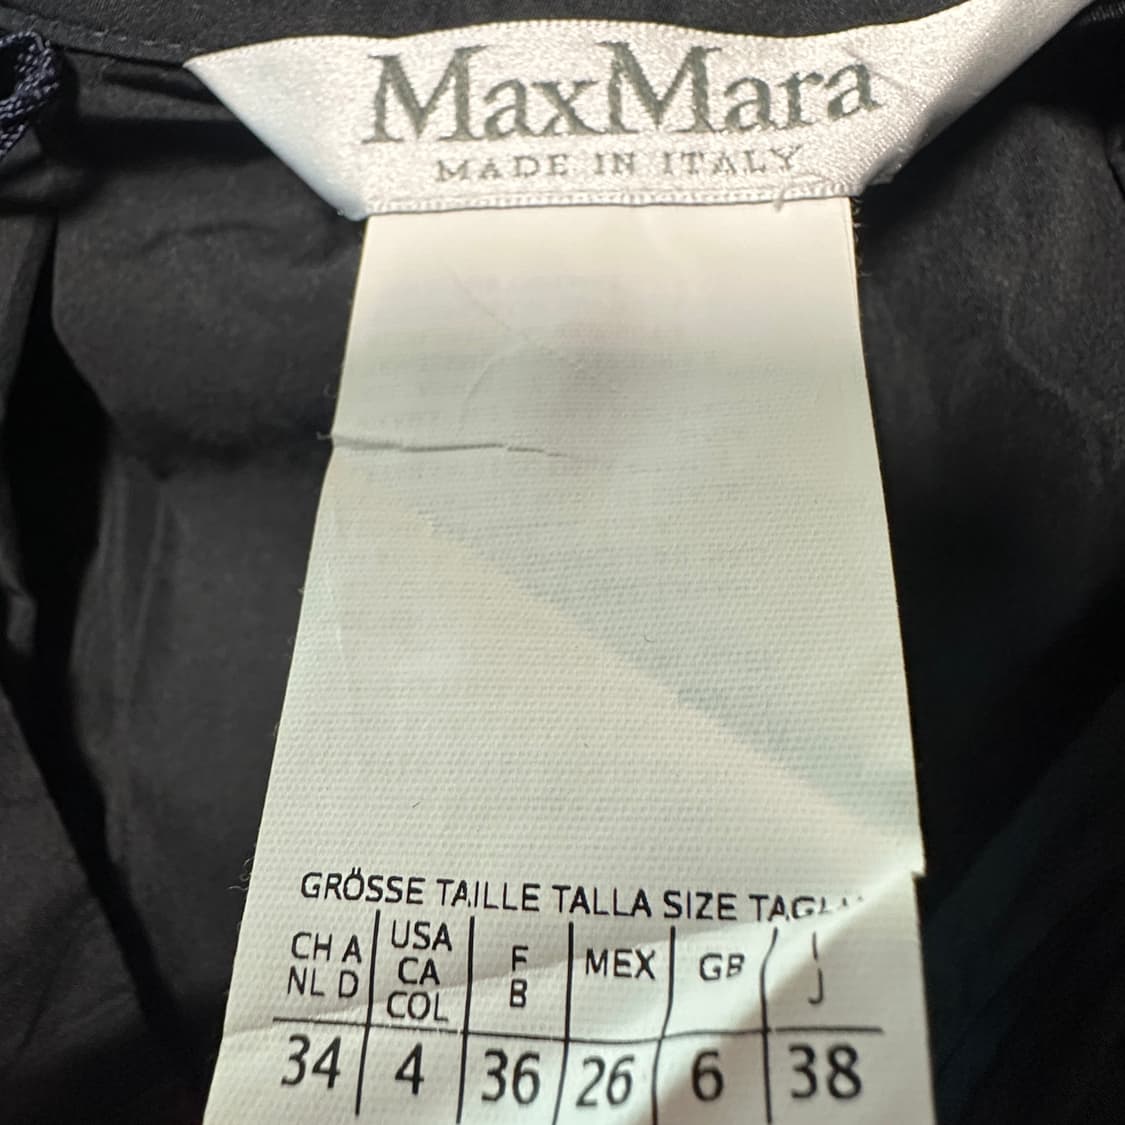 MaxMara
MADE IN ITALY
GRÖSSE TAILLE TALLA SIZE
CH A NL D | USA CA COL | F B | MEX | GB | I J
34 | 4 | 36 | 26 | 6 | 38